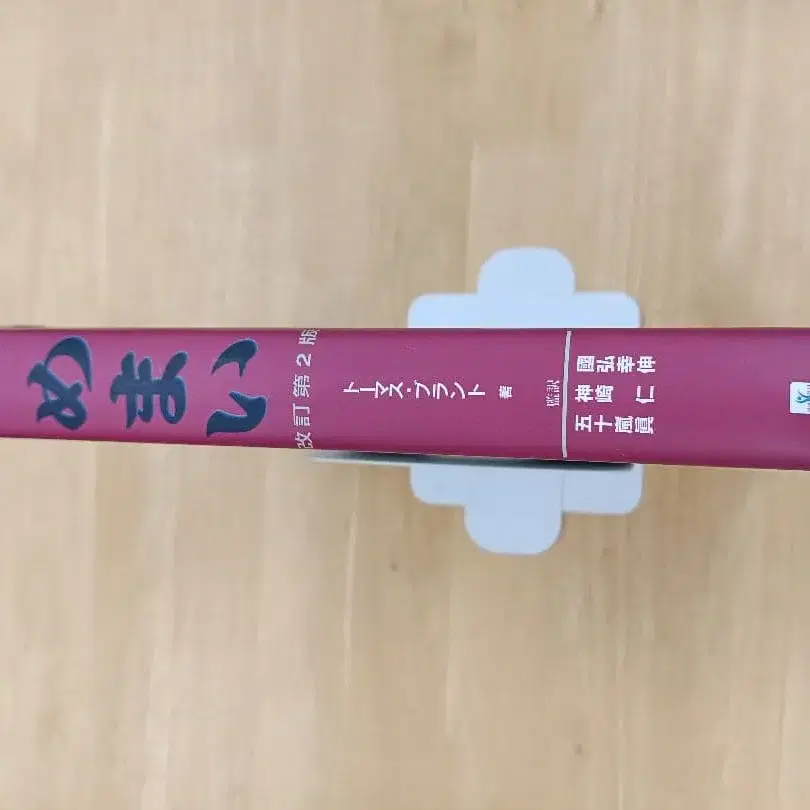 めまい
改訂第2版
トーマス・ブラント 著
監訳
國弘幸伸
神崎 仁
五十嵐眞